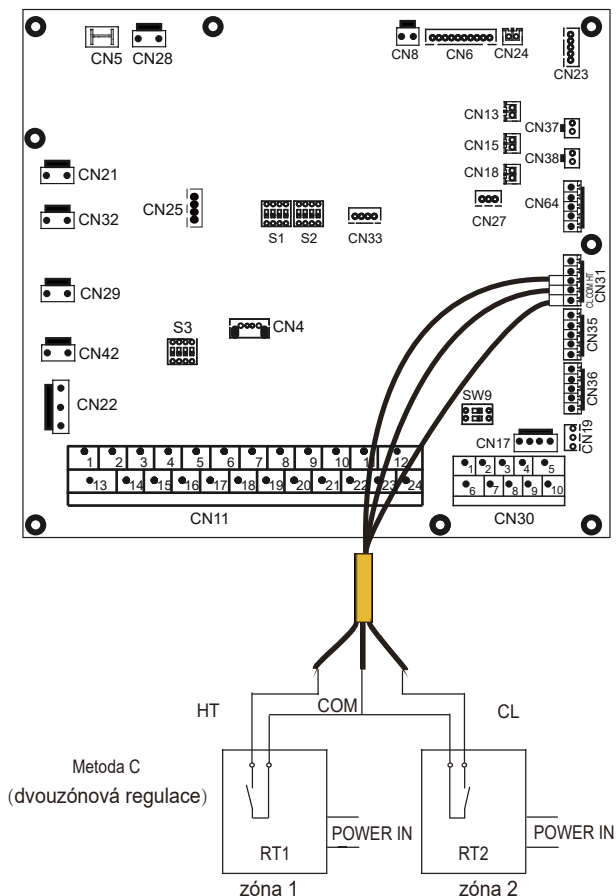 CN5
CN28
CN8
CN6
CN24
CN23
CN13
CN37
CN15
CN38
CN18
CN21
CN32
CN25
S1
S2
CN33
CN27
CN64
CN29
CN31
CL COM HT
S3
CN4
CN35
CN42
CN22
CN36
SW9
CN17
CN19
1 2 3 4 5 6 7 8 9 10 11 12
13 14 15 16 17 18 19 20 21 22 23 24
CN11
1 2 3 4 5
6 7 8 9 10
CN30
HT
COM
CL
Metoda C
(dvouzónová regulace)
POWER IN
POWER IN
RT1
RT2
zóna 1
zóna 2